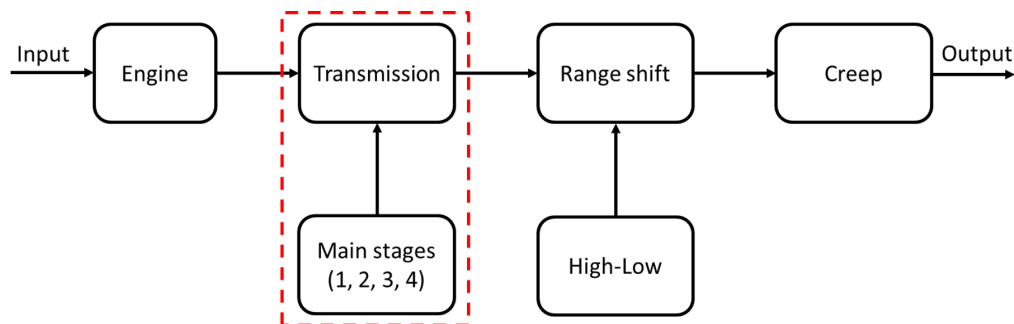 Input
Engine
Transmission
Range shift
Creep
Output
Main stages
(1, 2, 3, 4)
High-Low